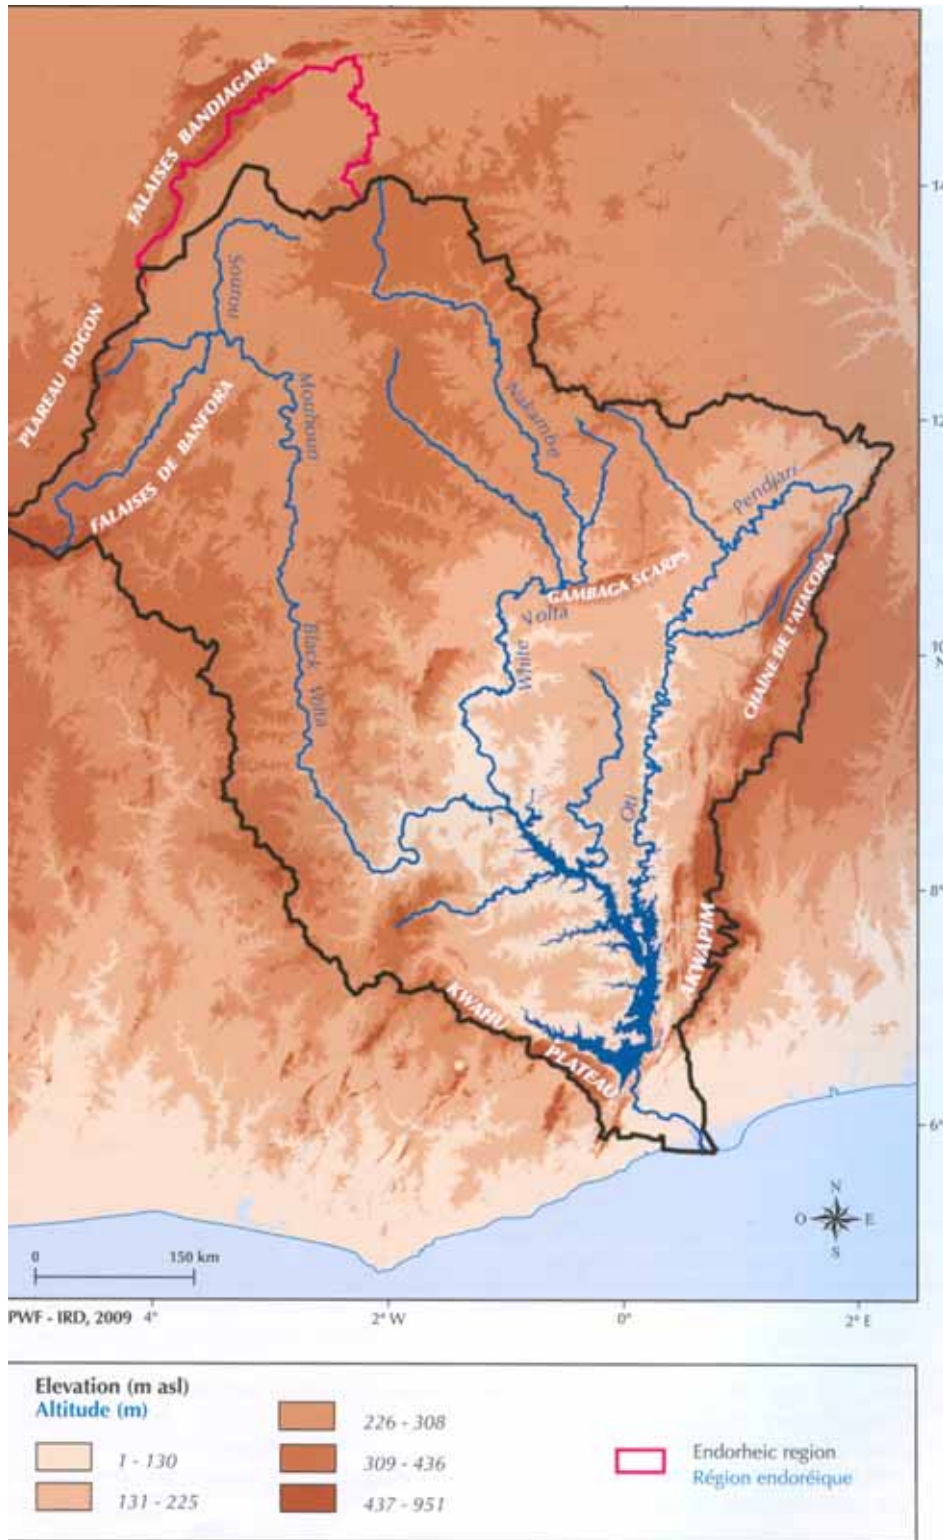 FALAISES BANDIAGARA
14
Sourou
PLAREAU DOGON
Mouhoun
Nakambe
12
FALAISES DE BANFORA
Pendjari
GAMBAGA SCARPS
Volta
CHAÎNE DE L'ATACORA
Black Volta
White
10
Oti
8°
AKWAPIM
KWAHU
PLATEAU
6°
N
O
E
S
0
150 km
PWF - IRD, 2009
4°
2° W
0°
2° E
Elevation (m asl)
Altitude (m)
1 - 130
131 - 225
226 - 308
309 - 436
437 - 951
Endorheic region
Région endoréique